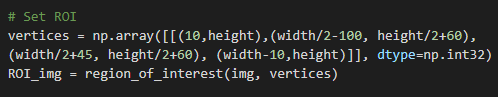 # Set ROI
vertices = np.array([[(10,height),(width/2-100, height/2+60),
(width/2+45, height/2+60), (width-10,height)]], dtype=np.int32)
ROI_img = region_of_interest(img, vertices)